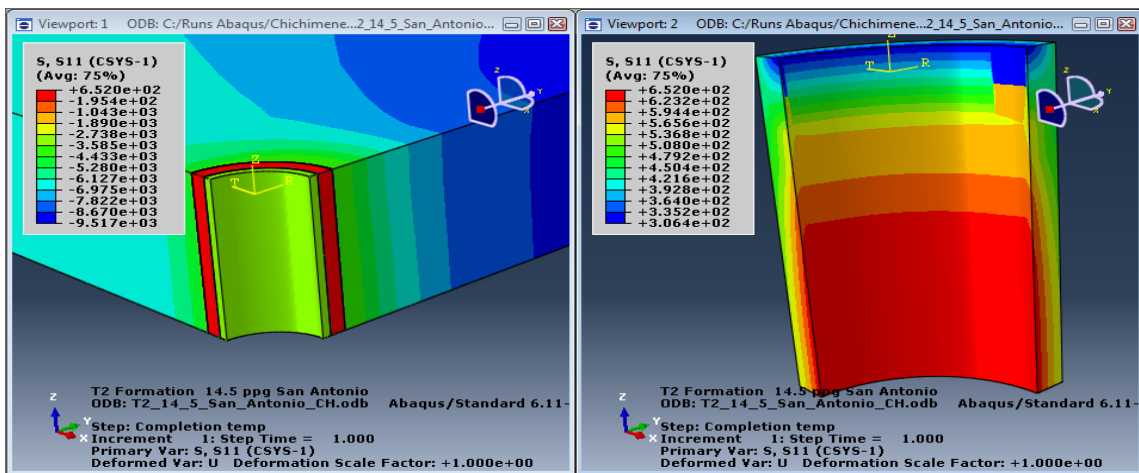 Viewport: 1 ODB: C:/Runs Abaqus/Chichimene...2_14_5_San_Antonio...
S, S11 (CSYS-1)
(Avg: 75%)
+6.520e+02
-1.954e+02
-1.043e+03
-1.890e+03
-2.738e+03
-3.585e+03
-4.433e+03
-5.280e+03
-6.127e+03
-6.975e+03
-7.822e+03
-8.670e+03
-9.517e+03
Z
T R
Z
Y
X
T2 Formation 14.5 ppg San Antonio
ODB: T2_14_5_San_Antonio_CH.odb Abaqus/Standard 6.11-
Step: Completion temp
Increment 1: Step Time = 1.000
Primary Var: S, S11 (CSYS-1)
Deformed Var: U Deformation Scale Factor: +1.000e+00
Z
Y
X
Viewport: 2 ODB: C:/Runs Abaqus/Chichimene...2_14_5_San_Antonio...
S, S11 (CSYS-1)
(Avg: 75%)
+6.520e+02
+6.232e+02
+5.944e+02
+5.656e+02
+5.368e+02
+5.080e+02
+4.792e+02
+4.504e+02
+4.216e+02
+3.928e+02
+3.640e+02
+3.352e+02
+3.064e+02
Z
T R
Z
Y
X
T2 Formation 14.5 ppg San Antonio
ODB: T2_14_5_San_Antonio_CH.odb Abaqus/Standard 6.11-
Step: Completion temp
Increment 1: Step Time = 1.000
Primary Var: S, S11 (CSYS-1)
Deformed Var: U Deformation Scale Factor: +1.000e+00
Z
Y
X